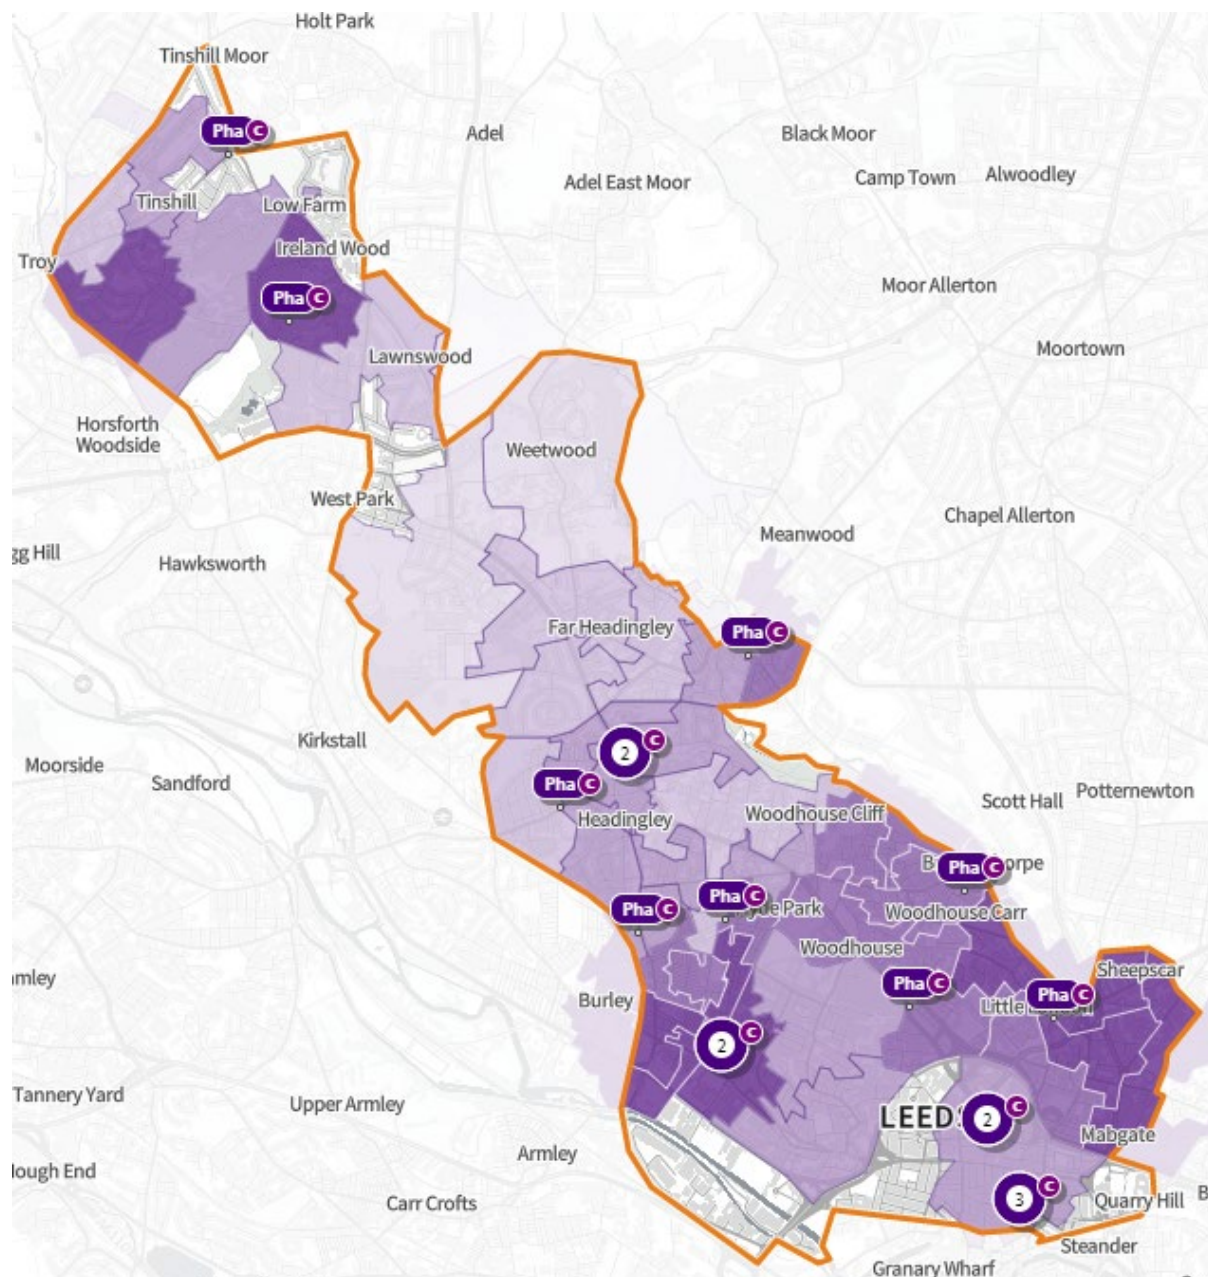 Holt Park
Tinshill Moor
Pha C
Adel
Black Moor
Adel East Moor
Camp Town
Alwoodley
Tinshill
Low Farm
Ireland Wood
Troy
Moor Allerton
Pha C
Lawnswood
Moortown
Horsforth
Woodside
Weetwood
West Park
Chapel Allerton
Meanwood
gg Hill
Hawksworth
Far Headingley
Pha C
Kirkstall
2 C
Moorside
Sandford
Pha C
Potternewton
Scott Hall
Woodhouse Cliff
Headingley
Pha C
Pha C
Pha C
Hyde Park
Woodhouse Carr
Woodhouse
Sheepscar
mley
Pha C
Pha C
Burley
Little
2 C
Tannery Yard
Upper Armley
LEEDS
2 C
Mabgate
Armley
lough End
Carr Crofts
3 C
Quarry Hill
B
Steander
Granary Wharf